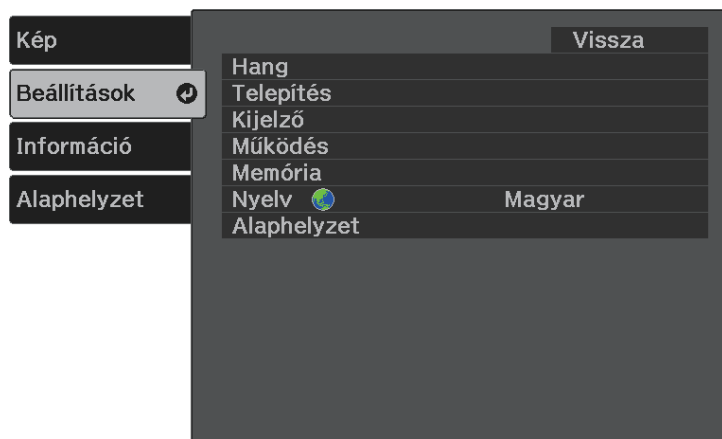 Kép
Beállítások
Információ
Alaphelyzet
Vissza
Hang
Telepítés
Kijelző
Működés
Memória
Nyelv Magyar
Alaphelyzet